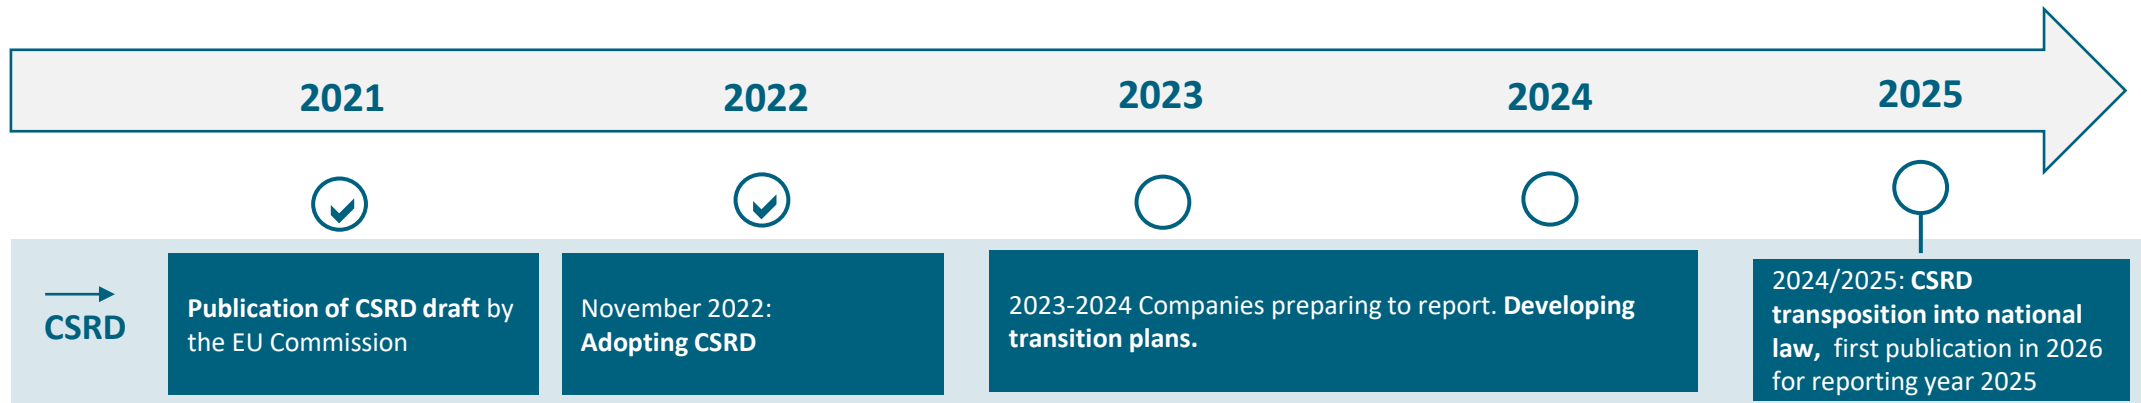 2021
2022
2023
2024
2025
CSRD
Publication of CSRD draft by
the EU Commission
November 2022:
Adopting CSRD
2023-2024 Companies preparing to report. Developing
transition plans.
2024/2025: CSRD
transposition into national
law, first publication in 2026
for reporting year 2025